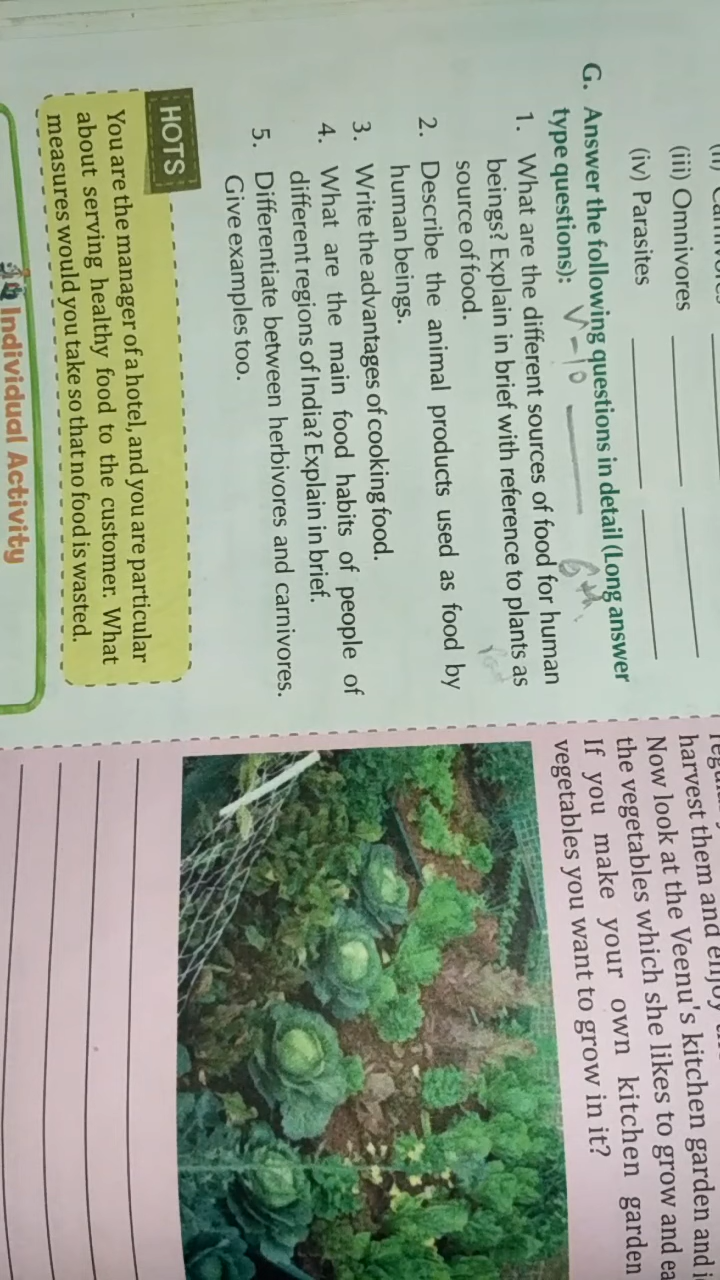 (iii) Omnivores
(iv) Parasites
G. Answer the following questions in detail (Long answer
type questions):
V-10
6th
1. What are the different sources of food for human
beings? Explain in brief with reference to plants as
source of food.
2. Describe the animal products used as food by
human beings.
3. Write the advantages of cooking food.
4. What are the main food habits of people of
different regions of India? Explain in brief.
5. Differentiate between herbivores and carnivores.
Give examples too.
HOTS
You are the manager of a hotel, and you are particular
about serving healthy food to the customer. What
measures would you take so that no food is wasted.
Individual Activity
harvest them and enjoy
Now look at the Veenu's kitchen garden and
the vegetables which she likes to grow and
If you make your own kitchen garden
vegetables you want to grow in it?